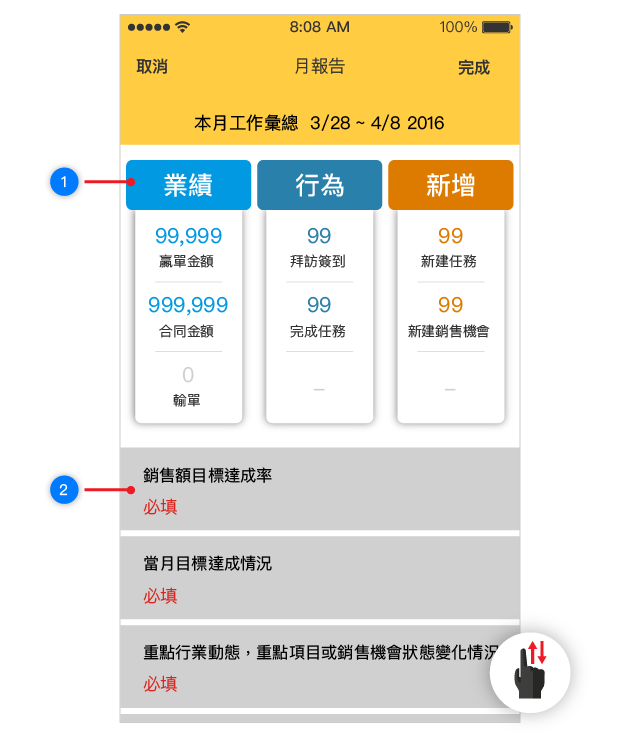 8:08 AM 100%
取消 月報告 完成
本月工作彙總 3/28 ~ 4/8 2016
1
業績 行為 新增
99,999 99 99
贏單金額 拜訪簽到 新建任務
999,999 99 99
合同金額 完成任務 新建銷售機會
0 – –
輸單
2
銷售額目標達成率
必填
當月目標達成情況
必填
重點行業動態，重點項目或銷售機會狀態變化情況
必填